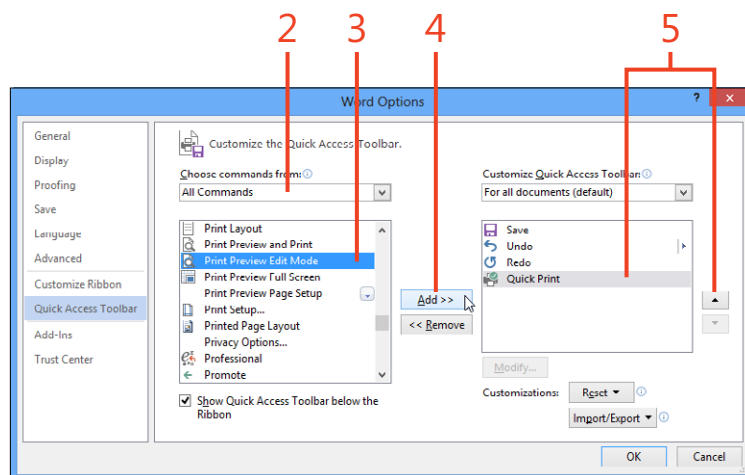 2 3 4 5
Word Options ? ×
General
Display
Proofing
Save
Language
Advanced
Customize Ribbon
Quick Access Toolbar
Add-Ins
Trust Center
Customize the Quick Access Toolbar.
Choose commands from:
All Commands
Print Layout
Print Preview and Print
Print Preview Edit Mode
Print Preview Full Screen
Print Preview Page Setup
Print Setup...
Printed Page Layout
Privacy Options...
Professional
Promote
Show Quick Access Toolbar below the
Ribbon
Add >>
<< Remove
Customize Quick Access Toolbar:
For all documents (default)
Save
Undo
Redo
Quick Print
Modify...
Customizations: Reset
Import/Export
OK Cancel